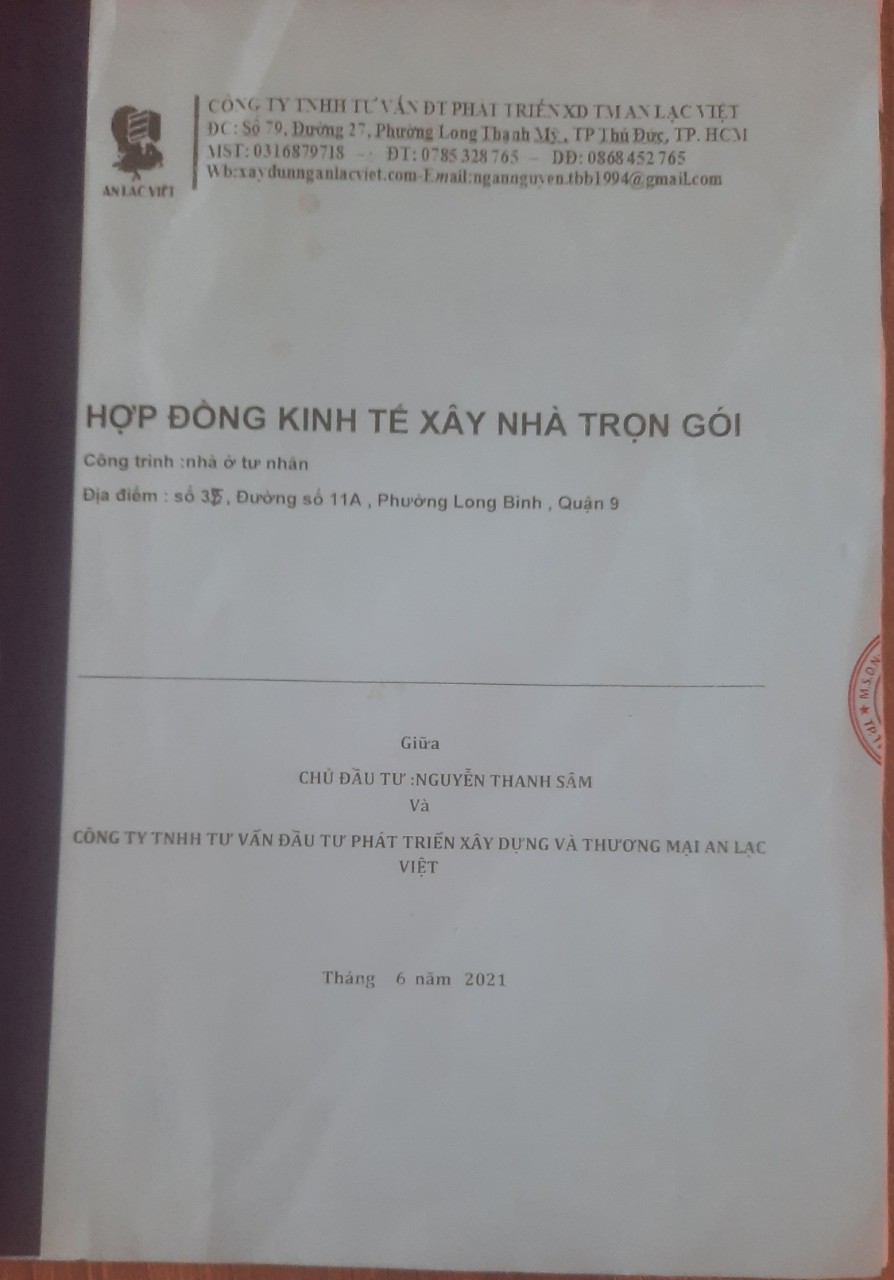 CÔNG TY TNHH TƯ VẤN ĐT PHÁT TRIỂN XD TM AN LẠC VIỆT
ĐC: Số 79, Đường 27, Phường Long Thạnh Mỹ, TP Thủ Đức, TP. HCM
MST: 0316879718 – ĐT: 0785 328 765 – DĐ: 0868 452 765
Wb:xaydunnganlacviet.com-Email:ngannguyen.tbb1994@gmail.com
AN LẠC VIỆT
HỢP ĐỒNG KINH TẾ XÂY NHÀ TRỌN GÓI
Công trình :nhà ở tư nhân
Địa điểm : số 35, Đường số 11A , Phường Long Bình , Quận 9
★ M.S.D.N
Giữa
CHỦ ĐẦU TƯ :NGUYỄN THANH SÂM
Và
CÔNG TY TNHH TƯ VẤN ĐẦU TƯ PHÁT TRIỂN XÂY DỰNG VÀ THƯƠNG MẠI AN LẠC
VIỆT
Tháng 6 năm 2021